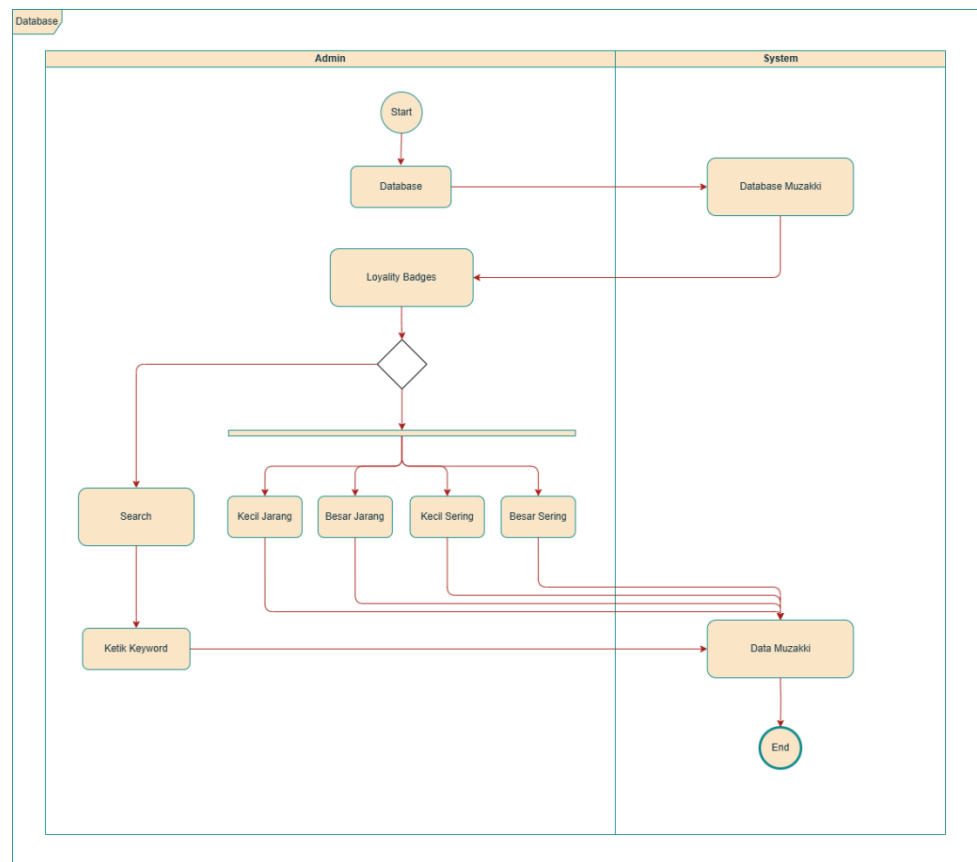 Database
Admin
System
Start
Database
Database Muzakki
Loyality Badges
Search
Kecil Jarang
Besar Jarang
Kecil Sering
Besar Sering
Ketik Keyword
Data Muzakki
End